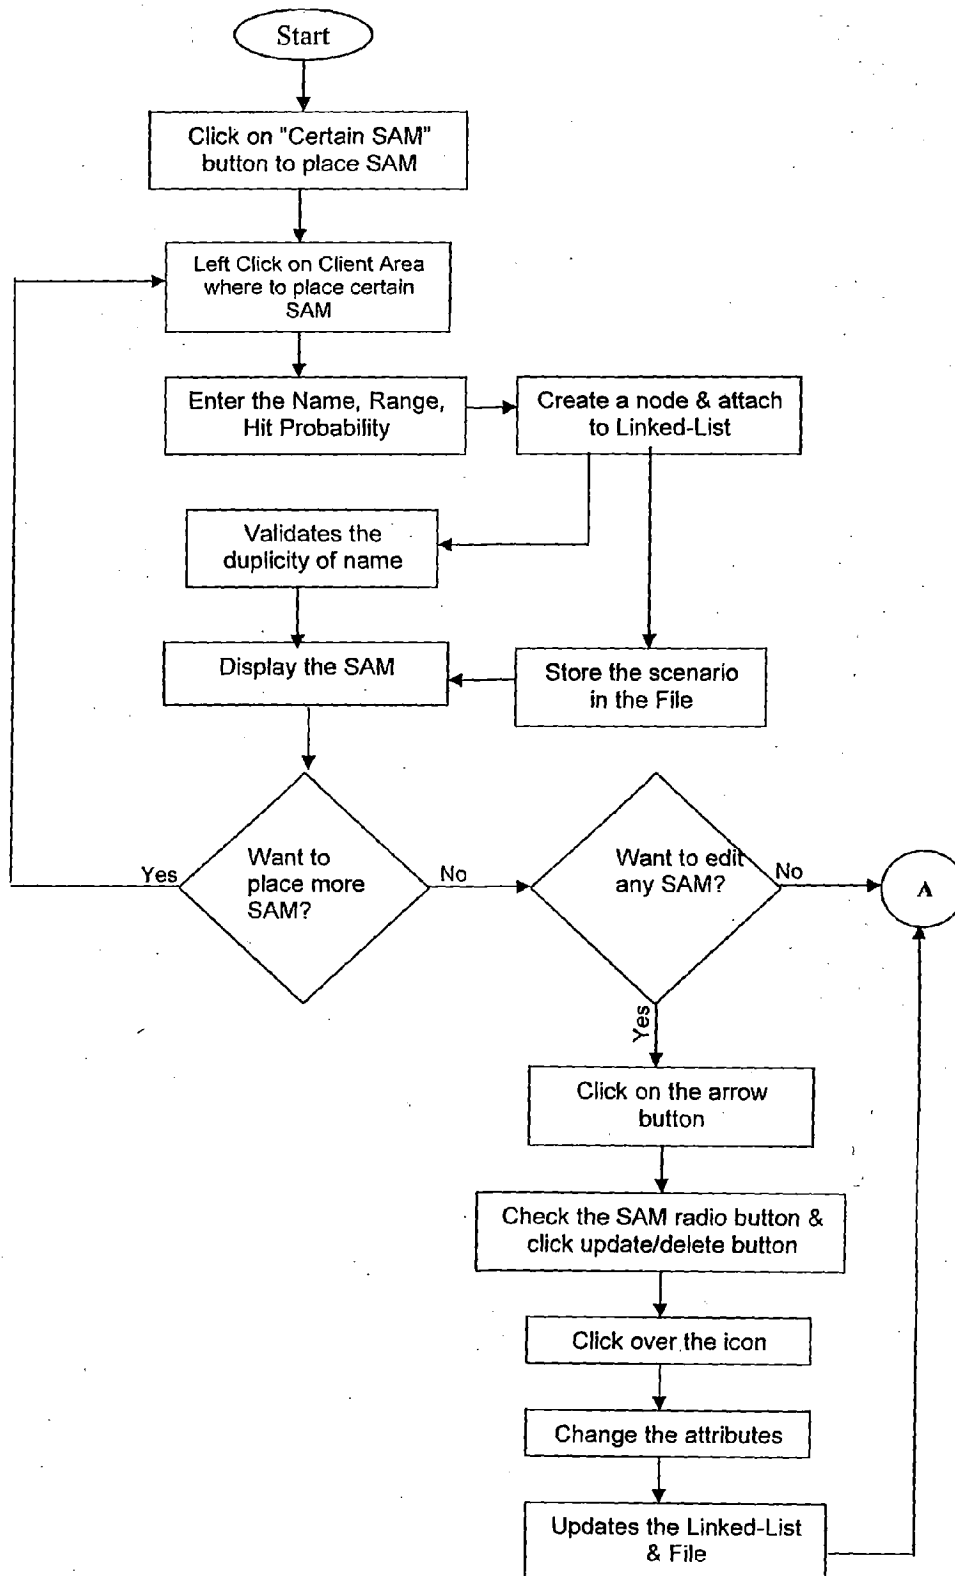 Start
Click on "Certain SAM"
button to place SAM
Left Click on Client Area
where to place certain
SAM
Enter the Name, Range,
Hit Probability
Create a node & attach
to Linked-List
Validates the
duplicity of name
Display the SAM
Store the scenario
in the File
Want to
place more
SAM?
Yes
No
Want to edit
any SAM?
No
A
Yes
Click on the arrow
button
Check the SAM radio button &
click update/delete button
Click over the icon
Change the attributes
Updates the Linked-List
& File